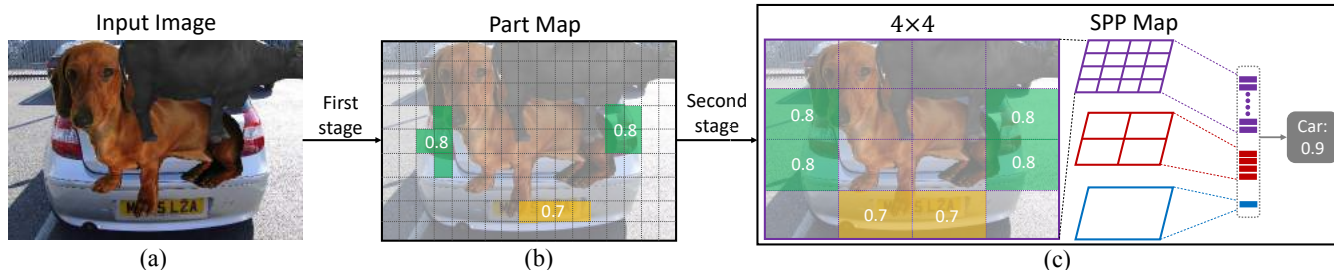 Input Image
Part Map
4×4
SPP Map
First
stage
Second
stage
0.8
0.8
0.7
0.8
0.8
0.8
0.8
0.7
0.7
Car:
0.9
(a)
(b)
(c)